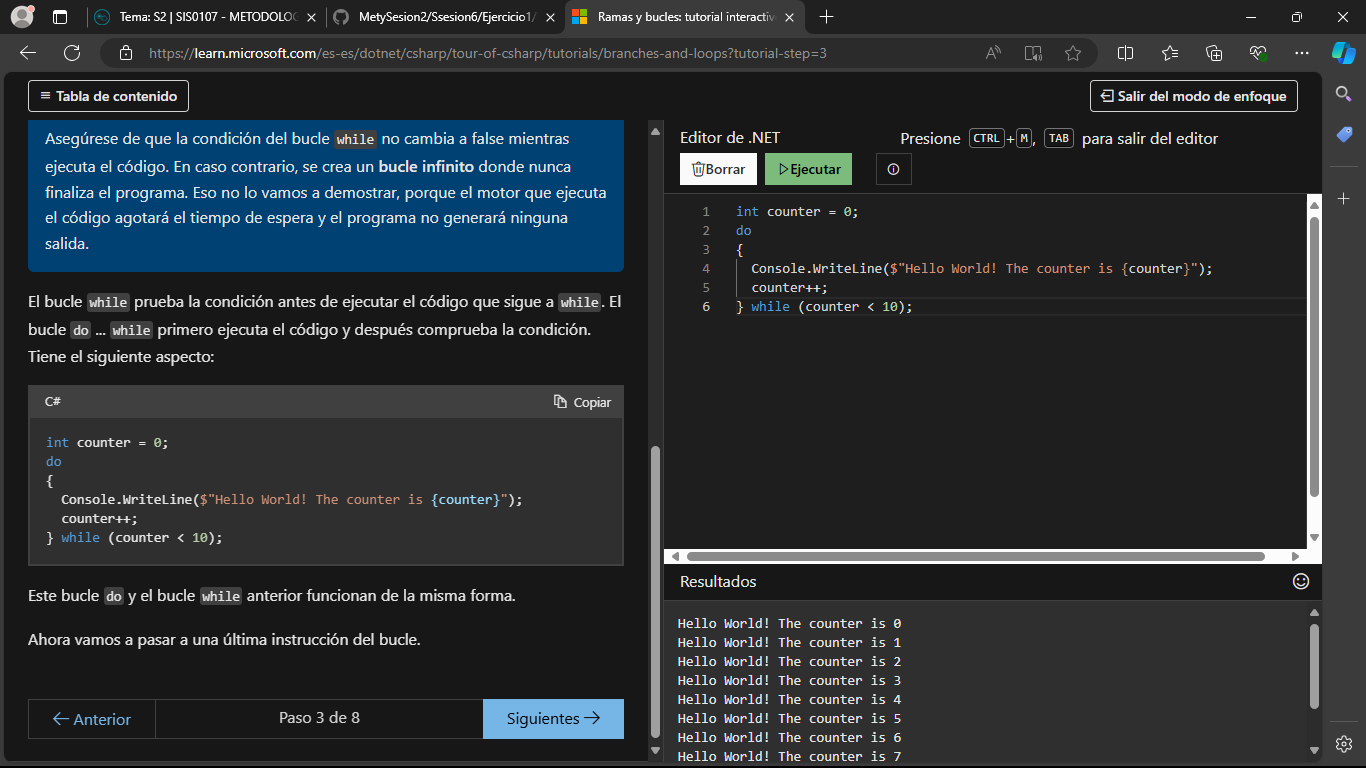 Tema: S2 | SIS0107 - METODOLOG
MetySesion2/Ssesion6/Ejercicio1/
Ramas y bucles: tutorial interactiv
https://learn.microsoft.com/es-es/dotnet/csharp/tour-of-csharp/tutorials/branches-and-loops?tutorial-step=3
Tabla de contenido
Salir del modo de enfoque
Asegúrese de que la condición del bucle while no cambia a false mientras
ejecuta el código. En caso contrario, se crea un bucle infinito donde nunca
finaliza el programa. Eso no lo vamos a demostrar, porque el motor que ejecuta
el código agotará el tiempo de espera y el programa no generará ninguna
salida.
El bucle while prueba la condición antes de ejecutar el código que sigue a while. El
bucle do ... while primero ejecuta el código y después comprueba la condición.
Tiene el siguiente aspecto:
C#
Copiar
int counter = 0;
do
{
Console.WriteLine($"Hello World! The counter is {counter}");
counter++;
} while (counter < 10);
Este bucle do y el bucle while anterior funcionan de la misma forma.
Ahora vamos a pasar a una última instrucción del bucle.
← Anterior
Paso 3 de 8
Siguientes →
Editor de .NET
Presione CTRL+M, TAB para salir del editor
Borrar
Ejecutar
1 int counter = 0;
2 do
3 {
4 Console.WriteLine($"Hello World! The counter is {counter}");
5 counter++;
6 } while (counter < 10);
Resultados
Hello World! The counter is 0
Hello World! The counter is 1
Hello World! The counter is 2
Hello World! The counter is 3
Hello World! The counter is 4
Hello World! The counter is 5
Hello World! The counter is 6
Hello World! The counter is 7